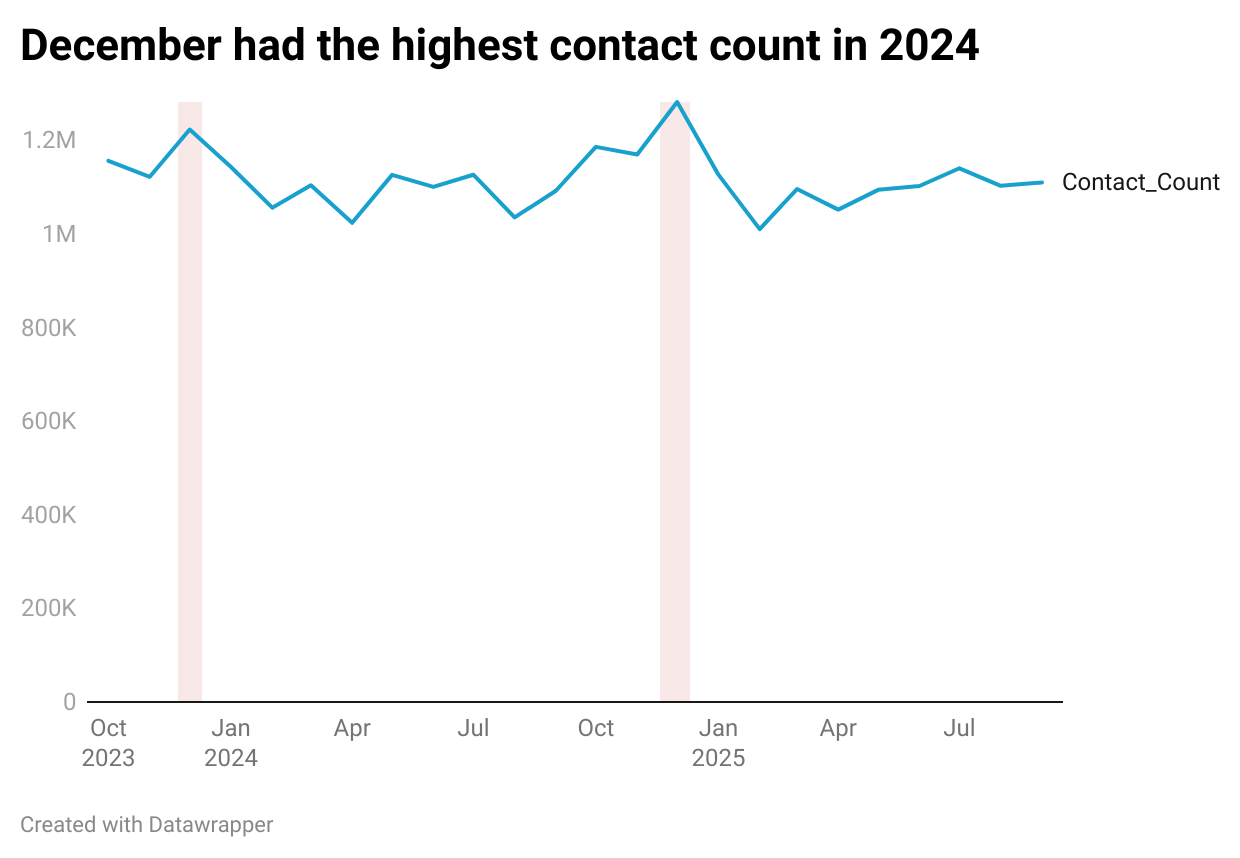 December had the highest contact count in 2024
1.2M
1M
800K
600K
400K
200K
0
Contact_Count
Oct Jan Apr Jul Oct Jan Apr Jul
2023 2024 2025
Created with Datawrapper